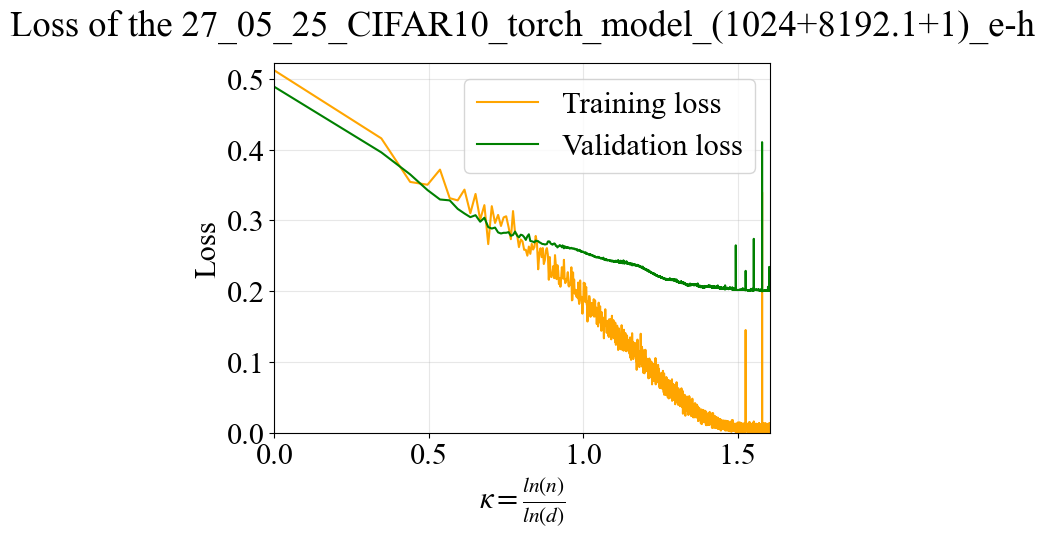 Loss of the 27_05_25_CIFAR10_torch_model_(1024+8192.1+1)_e-h
0.5
0.4
0.3
0.2
0.1
0.0
Loss
Training loss
Validation loss
0.0 0.5 1.0 1.5
κ = ln(n)/ln(d)